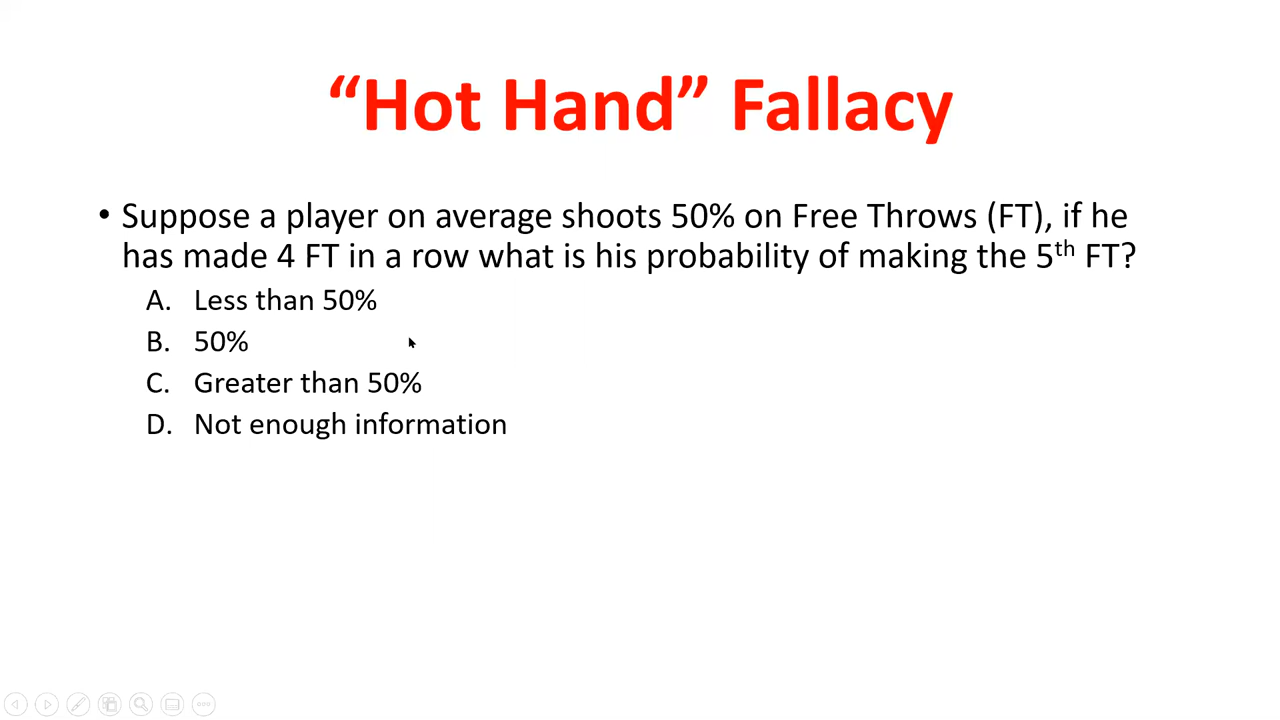 “Hot Hand” Fallacy
• Suppose a player on average shoots 50% on Free Throws (FT), if he
has made 4 FT in a row what is his probability of making the 5th FT?
A. Less than 50%
B. 50%
C. Greater than 50%
D. Not enough information